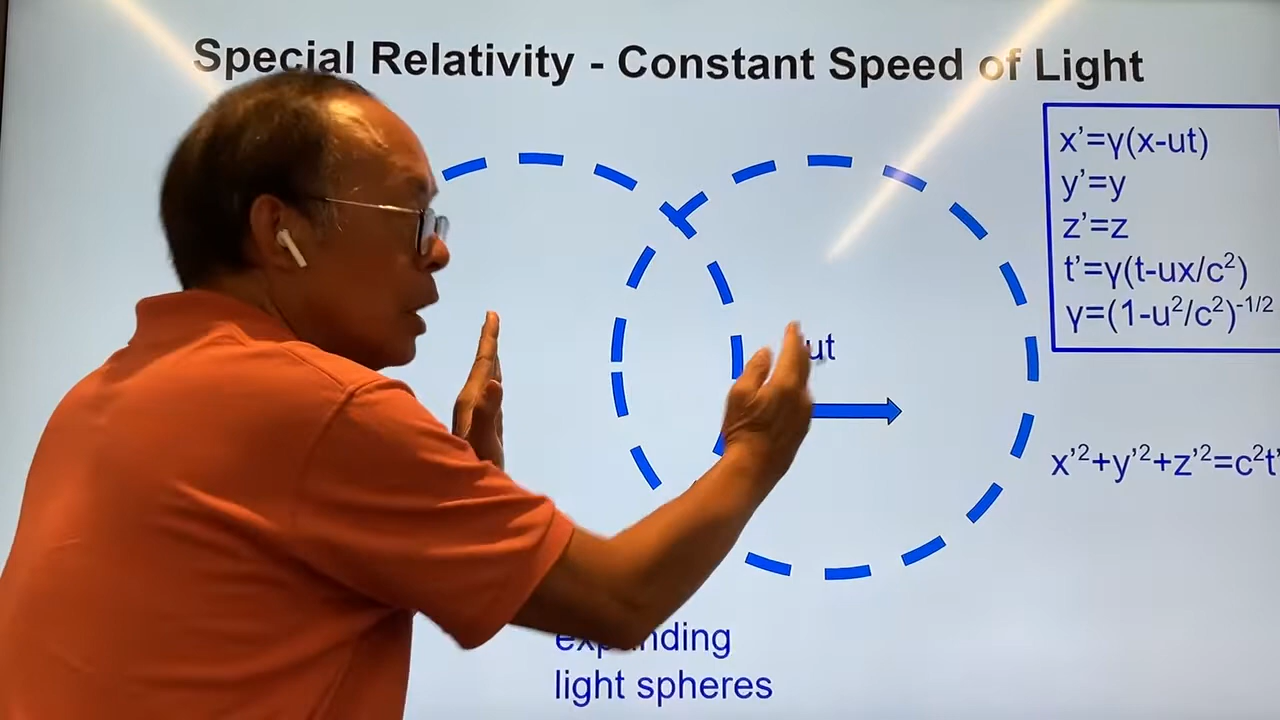 Special Relativity - Constant Speed of Light
x’=γ(x-ut)
y’=y
z’=z
t’=γ(t-ux/c²)
γ=(1-u²/c²)⁻¹/²
ut
x’²+y’²+z’²=c²t’
expanding
light spheres